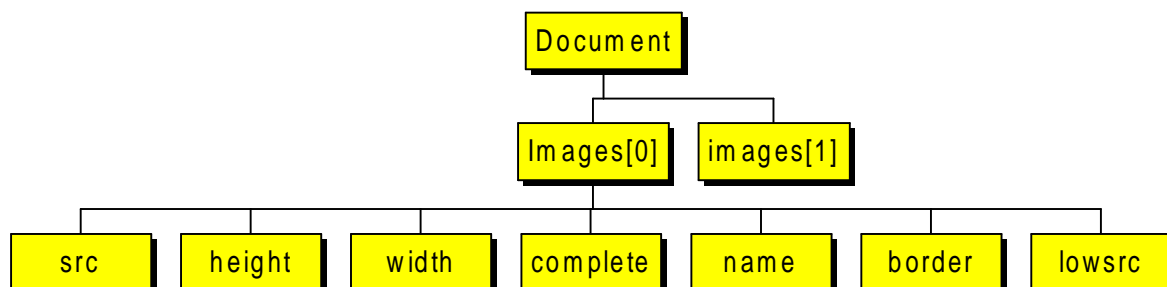 Document
Images[0] images[1]
src height width complete name border lowsrc